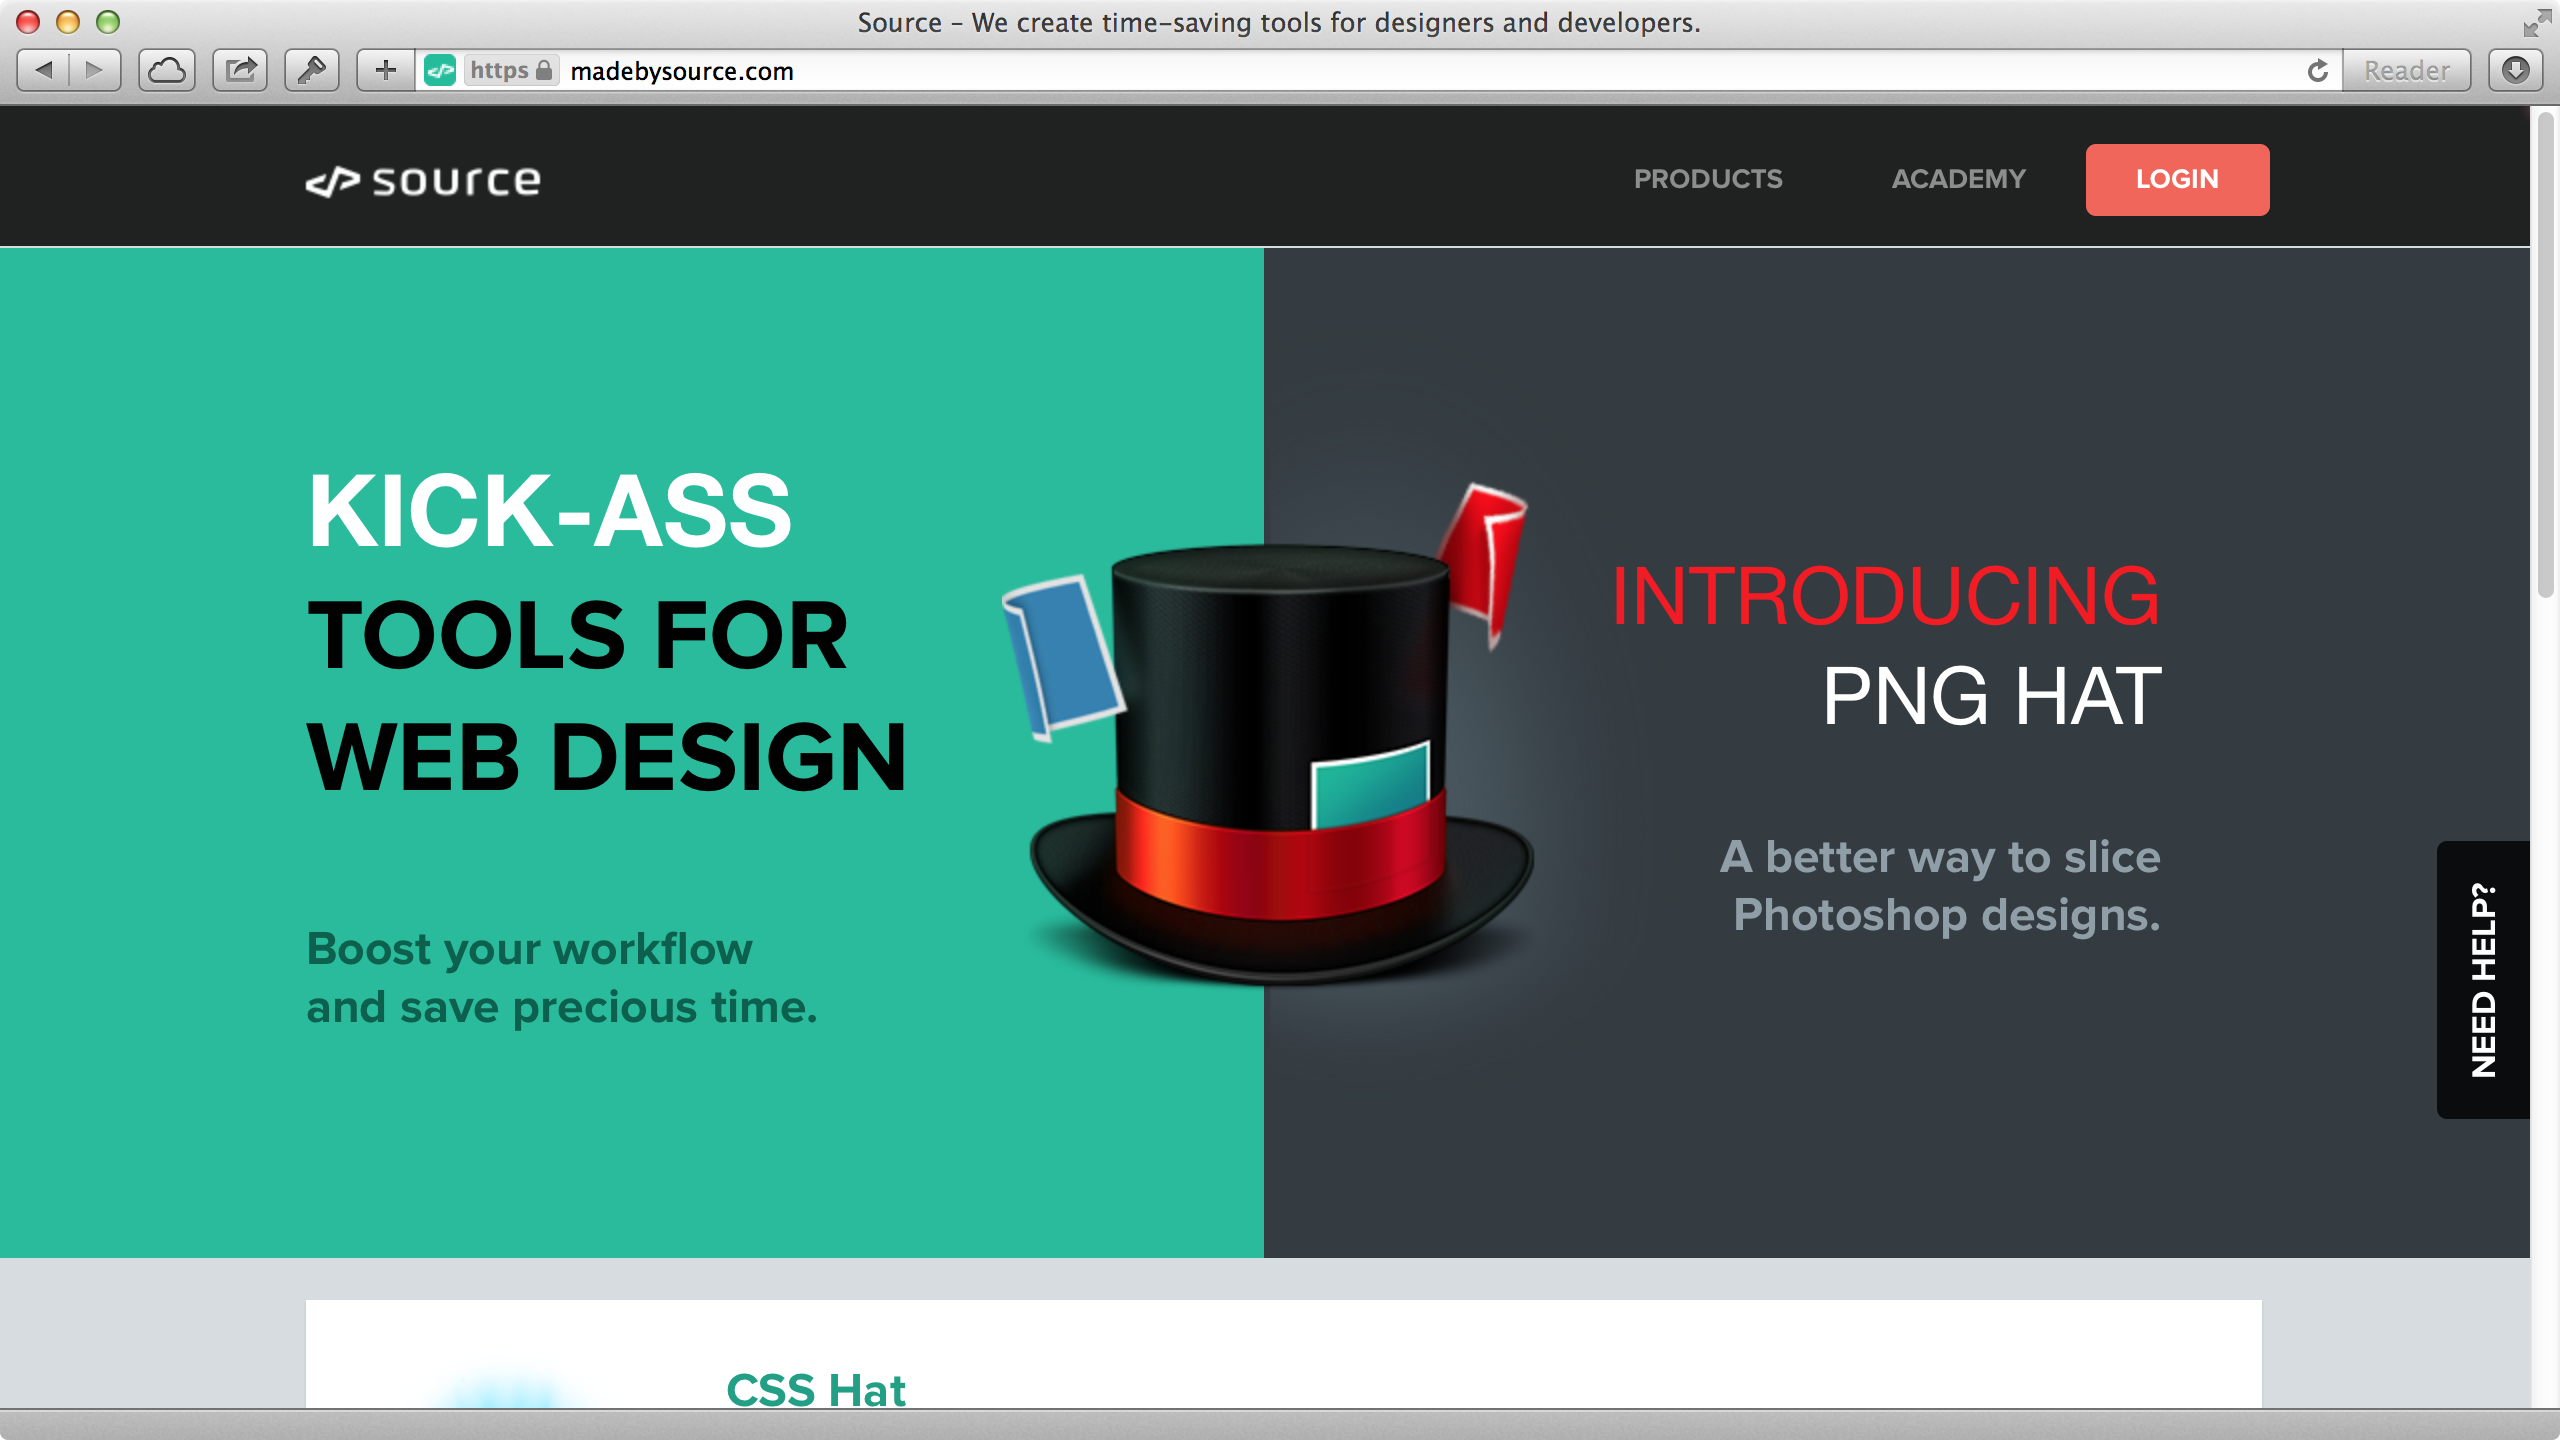 Source – We create time-saving tools for designers and developers.
https madebysource.com Reader
</> source
PRODUCTS ACADEMY LOGIN
KICK-ASS
TOOLS FOR
WEB DESIGN
Boost your workflow
and save precious time.
INTRODUCING
PNG HAT
A better way to slice
Photoshop designs.
NEED HELP?
CSS Hat